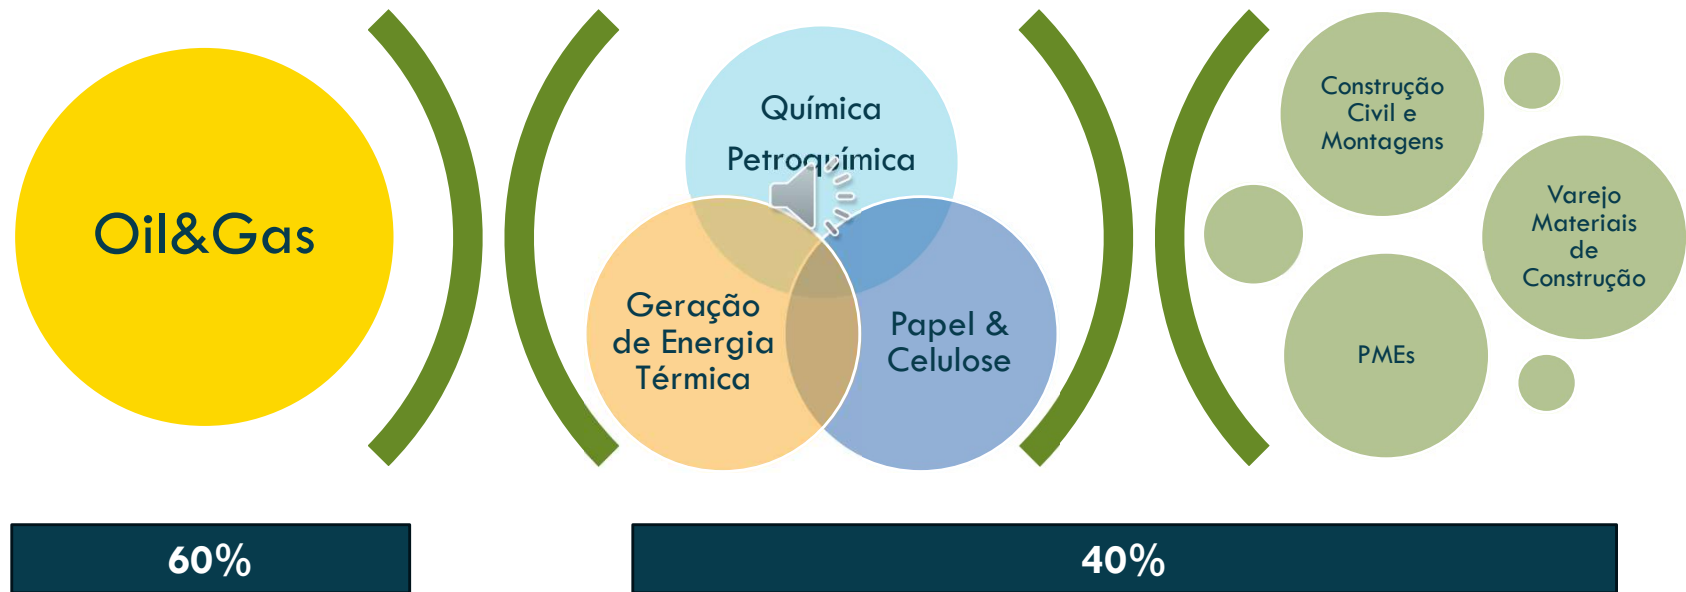 Oil&Gas
Química
Petroquímica
Geração
de Energia
Térmica
Papel &
Celulose
Construção
Civil e
Montagens
Varejo
Materiais
de
Construção
PMEs
60%
40%